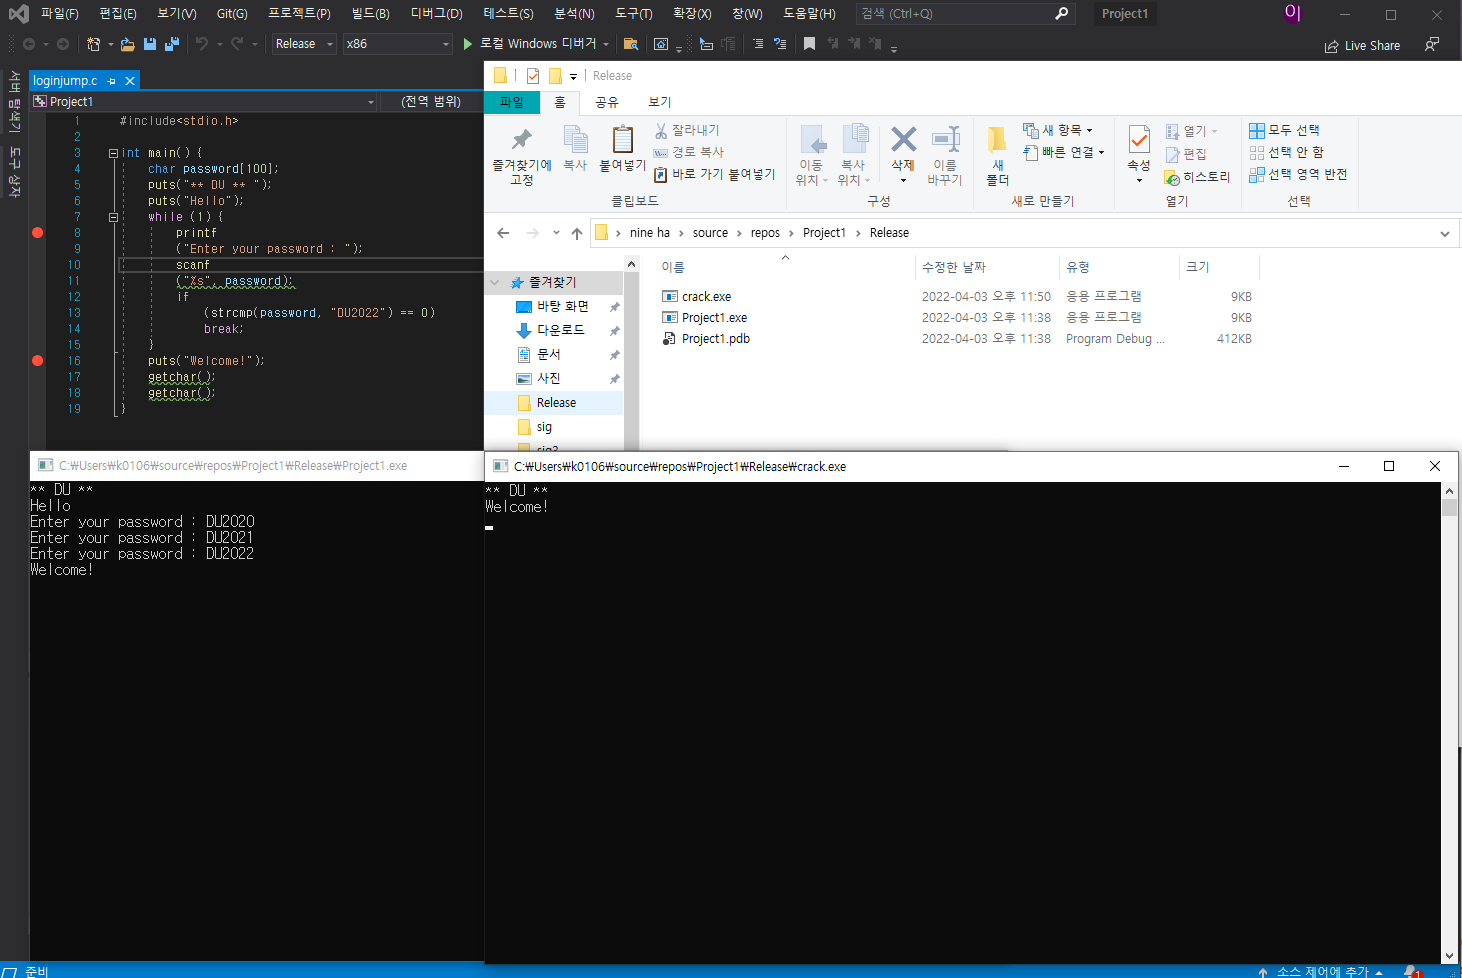 파일(F) 편집(E) 보기(V) Git(G) 프로젝트(P) 빌드(B) 디버그(D) 테스트(S) 분석(N) 도구(T) 확장(X) 창(W) 도움말(H) 검색 (Ctrl+Q) Project1 이
Release x86 로컬 Windows 디버거 Live Share
서버 탐색기
도구 상자
loginjump.c
Project1 (전역 범위)
1 #include<stdio.h>
2
3 int main() {
4 char password[100];
5 puts("** DU ** ");
6 puts("Hello");
7 while (1) {
8 printf
9 ("Enter your password : ");
10 scanf
11 ("%s", password);
12 if
13 (strcmp(password, "DU2022") == 0)
14 break;
15 }
16 puts("Welcome!");
17 getchar();
18 getchar();
19 }
Release
파일 홈 공유 보기
즐겨찾기에 고정
복사
붙여넣기
잘라내기
경로 복사
바로 가기 붙여넣기
클립보드
이동 위치
복사 위치
삭제
이름 바꾸기
구성
새 폴더
새 항목
빠른 연결
새로 만들기
속성
열기
편집
히스토리
열기
모두 선택
선택 안 함
선택 영역 반전
선택
nine ha › source › repos › Project1 › Release
즐겨찾기
바탕 화면
다운로드
문서
사진
Release
sig
이름 수정한 날짜 유형 크기
crack.exe 2022-04-03 오후 11:50 응용 프로그램 9KB
Project1.exe 2022-04-03 오후 11:38 응용 프로그램 9KB
Project1.pdb 2022-04-03 오후 11:38 Program Debug ... 412KB
C:₩Users₩k0106₩source₩repos₩Project1₩Release₩Project1.exe
** DU **
Hello
Enter your password : DU2020
Enter your password : DU2021
Enter your password : DU2022
Welcome!
C:₩Users₩k0106₩source₩repos₩Project1₩Release₩crack.exe
** DU **
Welcome!
준비 소스 제어에 추가 1